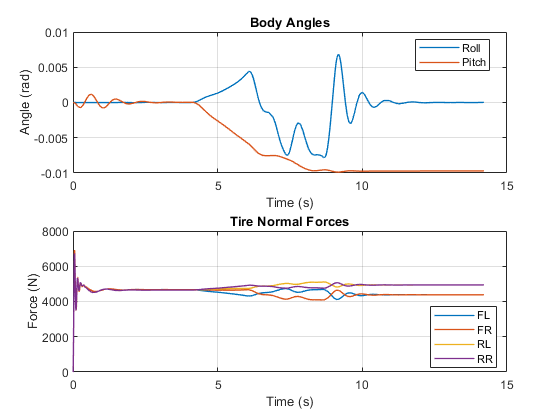 Body Angles
0.01
0.005
0
-0.005
-0.01
Angle (rad)
Roll
Pitch
0 5 10 15
Time (s)
Tire Normal Forces
8000
6000
4000
2000
0
Force (N)
FL
FR
RL
RR
0 5 10 15
Time (s)